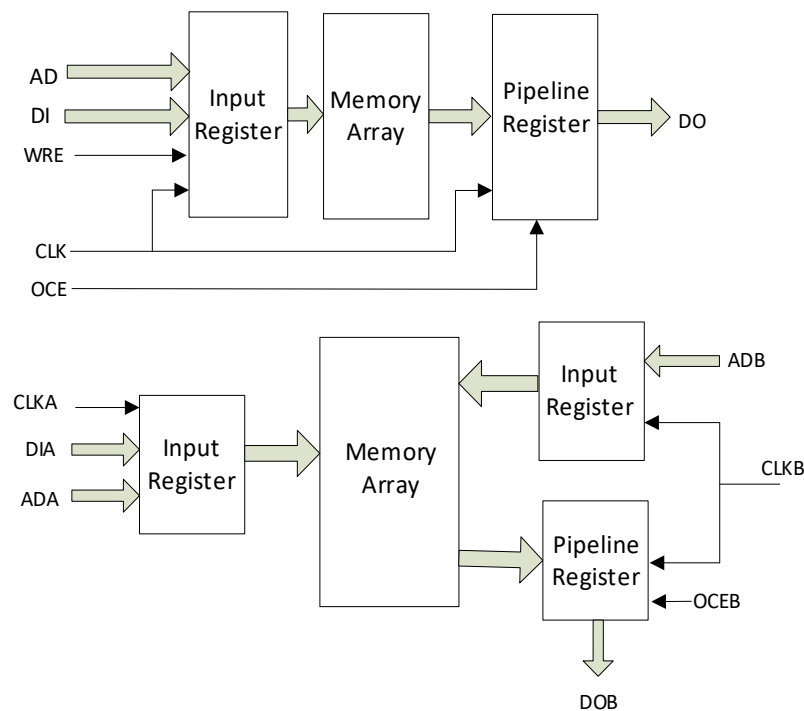 AD
DI
WRE
CLK
OCE
Input
Register
Memory
Array
Pipeline
Register
DO
CLKA
DIA
ADA
Input
Register
Memory
Array
Input
Register
ADB
CLKB
Pipeline
Register
OCEB
DOB